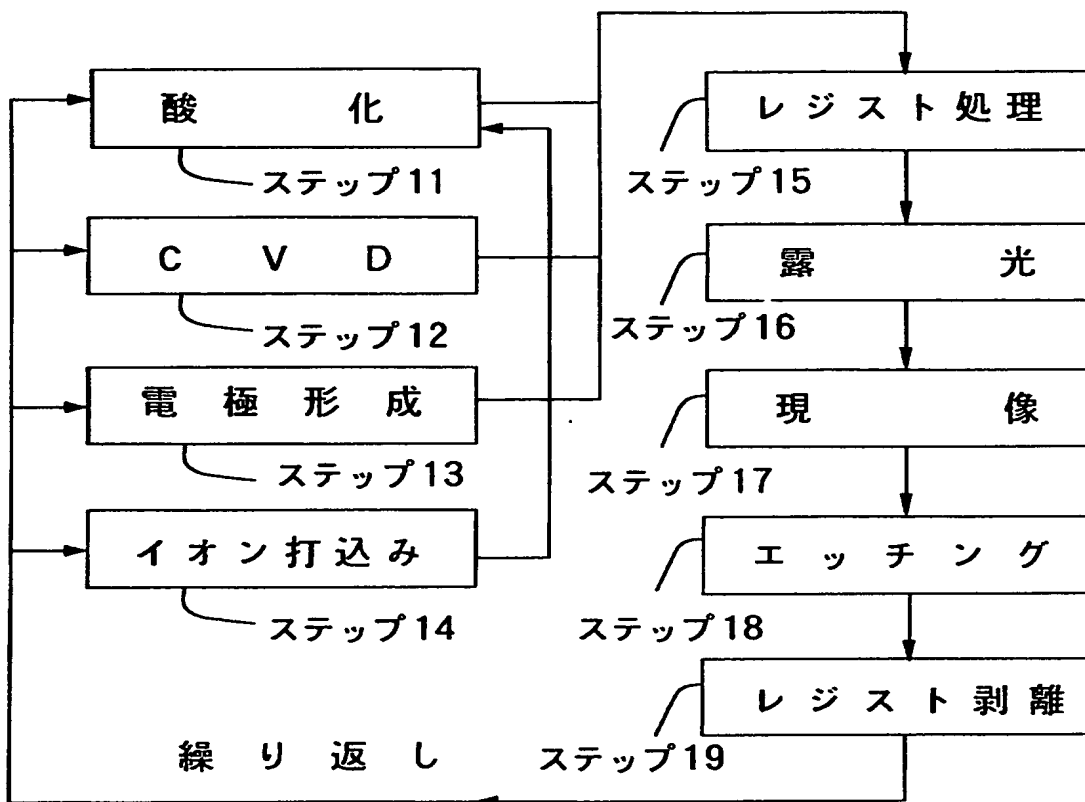 酸化
ステップ11
CVD
ステップ12
電極形成
ステップ13
イオン打込み
ステップ14
繰り返し
レジスト処理
ステップ15
露光
ステップ16
現像
ステップ17
エッチング
ステップ18
レジスト剥離
ステップ19